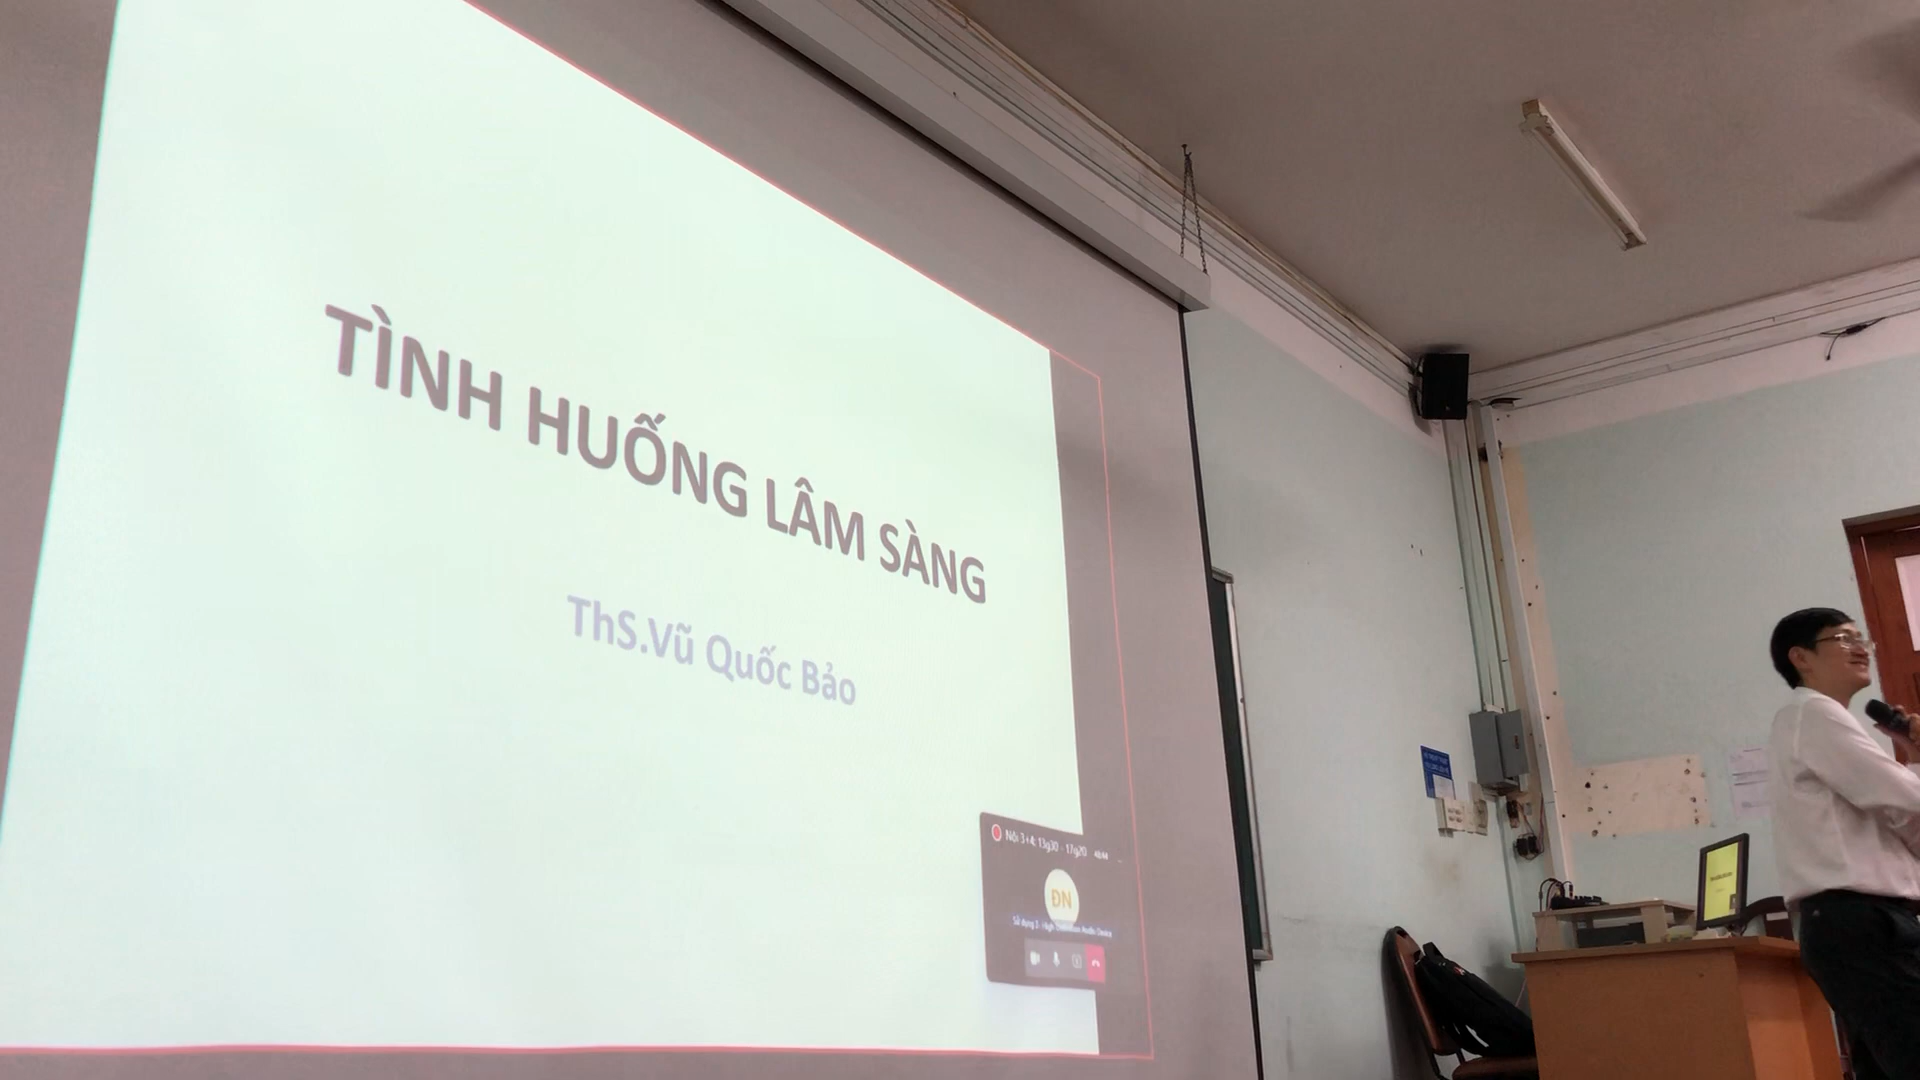 TÌNH HUỐNG LÂM SÀNG
ThS.Vũ Quốc Bảo
Nội 3+4: 13g30 - 17g20
ĐN